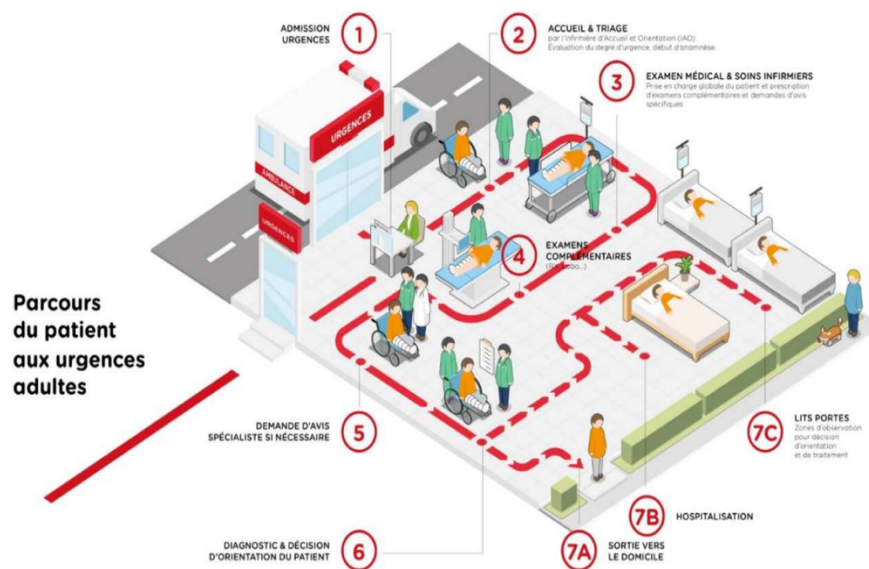 Parcours
du patient
aux urgences
adultes
ADMISSION
URGENCES
1
2
ACCUEIL & TRIAGE
par l'Infirmière d'Accueil et Orientation (IAO)
Évaluation du degré d'urgence, début d'anamnèse.
3
EXAMEN MÉDICAL & SOINS INFIRMIERS
Prise en charge globale du patient et prescription
d'examens complémentaires et demandes d'avis
spécifiques
URGENCES
AMBULANCE
URGENCES
4
EXAMENS
COMPLÉMENTAIRES
DEMANDE D'AVIS
SPÉCIALISTE SI NÉCESSAIRE
5
DIAGNOSTIC & DÉCISION
D'ORIENTATION DU PATIENT
6
7A
SORTIE VERS
LE DOMICILE
7B
HOSPITALISATION
7C
LITS PORTES
Zones d'observation
pour décision
d'orientation
et de traitement